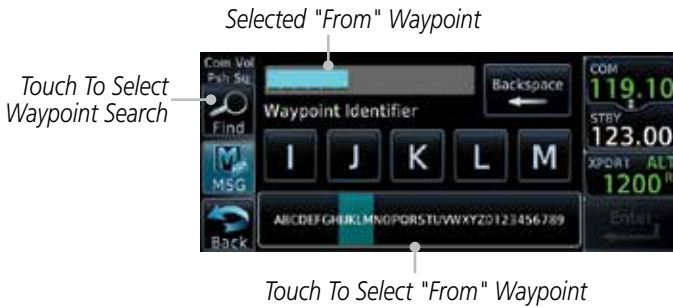 Selected "From" Waypoint
Touch To Select
Waypoint Search
Com Vol
Psh Sq
Find
MSG
Back
Backspace
Waypoint Identifier
I J K L M
ABCDEFGHIJKLMNOPQRSTUVWXYZ0123456789
COM
119.10
STBY
123.00
XPDR1 ALT
1200 R
Enter
Touch To Select "From" Waypoint